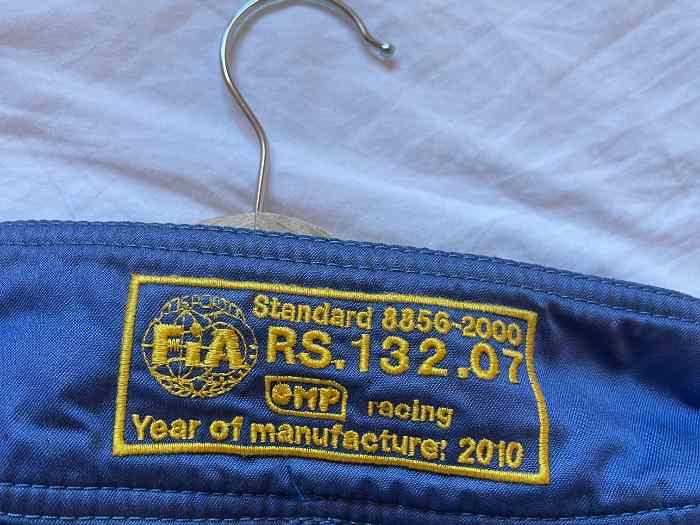 Standard 8856-2000
FIA
RS.132.07
OMP racing
Year of manufacture: 2010